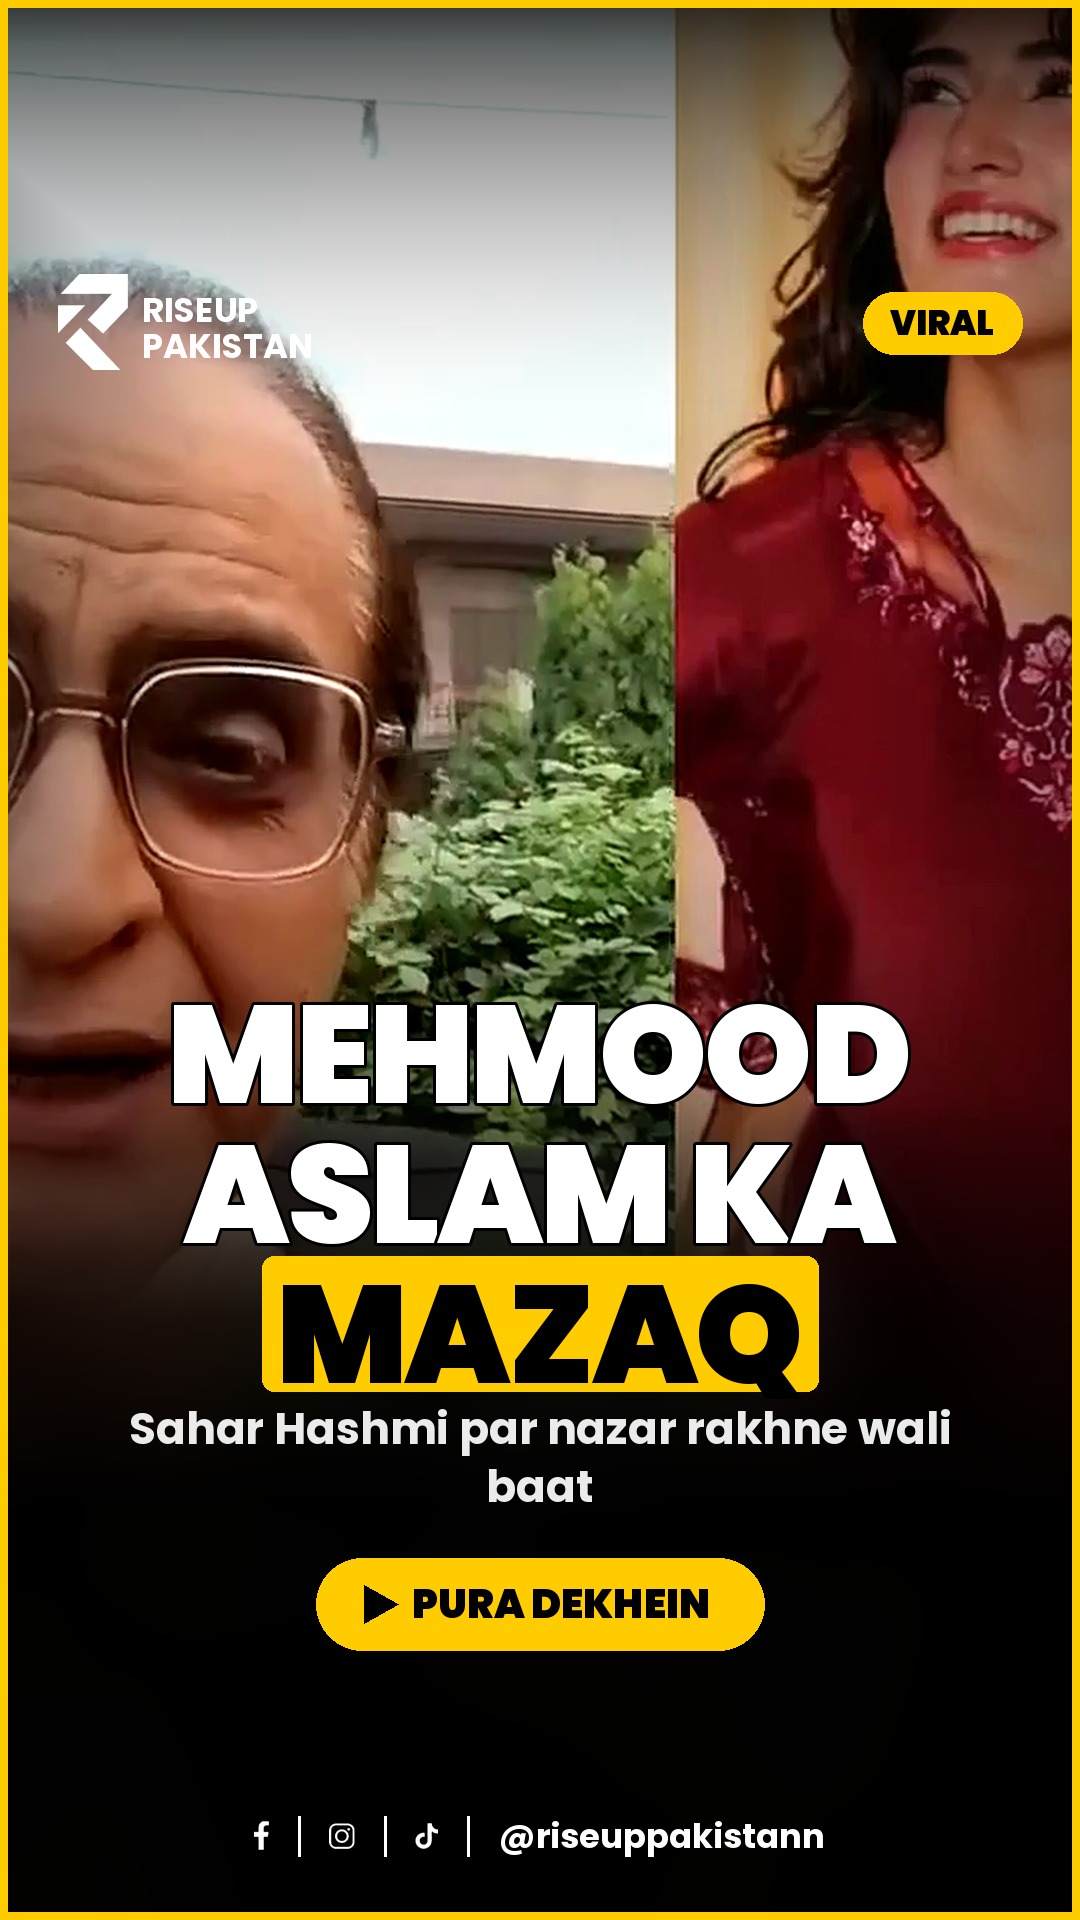 RISEUP
PAKISTAN
VIRAL
MEHMOOD
ASLAM KA
MAZAQ
Sahar Hashmi par nazar rakhne wali
baat
PURA DEKHEIN
@riseuppakistann